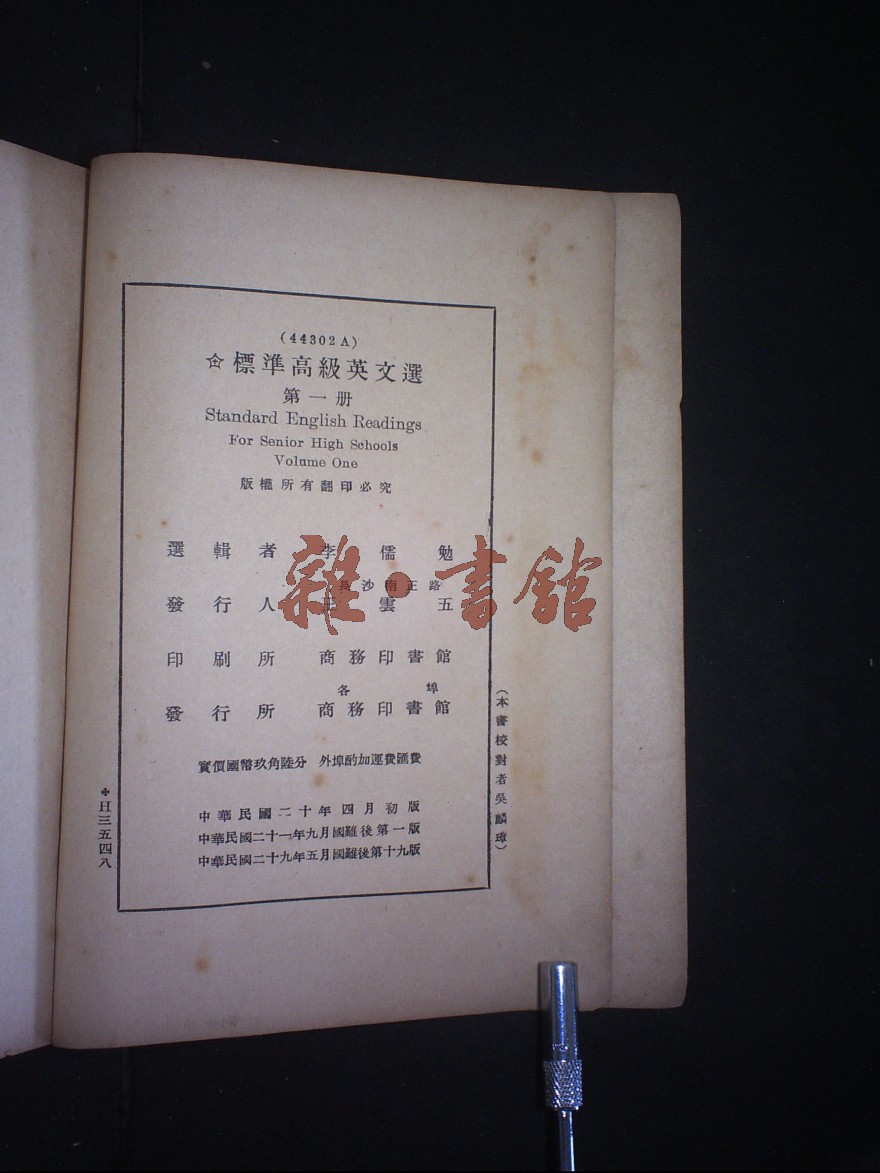 (44302A)
☆標準高級英文選
第一册
Standard English Readings
For Senior High Schools
Volume One
版權所有翻印必究
選輯者 李儒勉
長沙南正路
發行人 王雲五
印刷所 商務印書館
各埠
發行所 商務印書館
實價國幣玖角陸分 外埠酌加運費匯費
中華民國二十年四月初版
中華民國二十一年九月國難後第一版
中華民國二十九年五月國難後第十九版
(本書校對者吳麟璋)
H三五四八
雜·書館